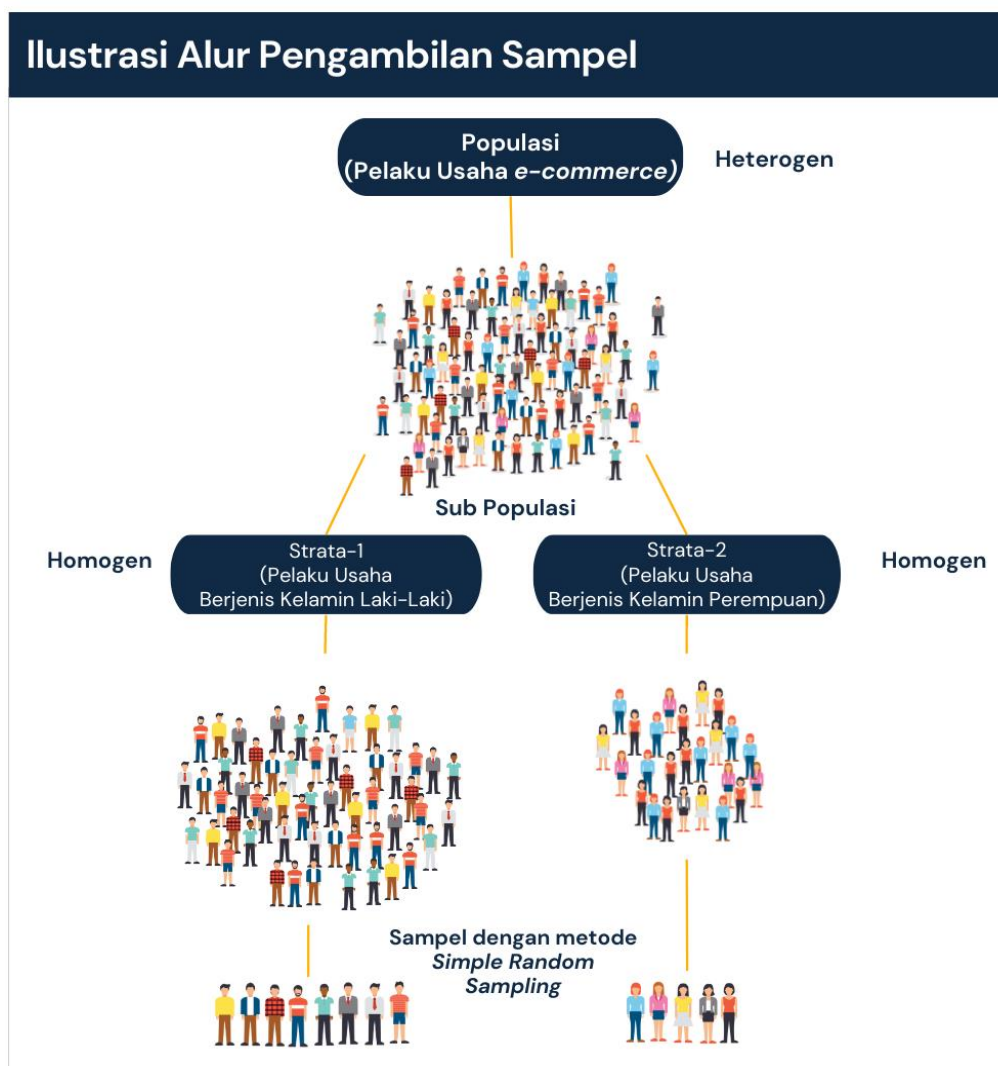 Ilustrasi Alur Pengambilan Sampel
Populasi
(Pelaku Usaha e-commerce)
Heterogen
Sub Populasi
Homogen
Strata-1
(Pelaku Usaha
Berjenis Kelamin Laki-Laki)
Strata-2
(Pelaku Usaha
Berjenis Kelamin Perempuan)
Homogen
Sampel dengan metode
Simple Random
Sampling